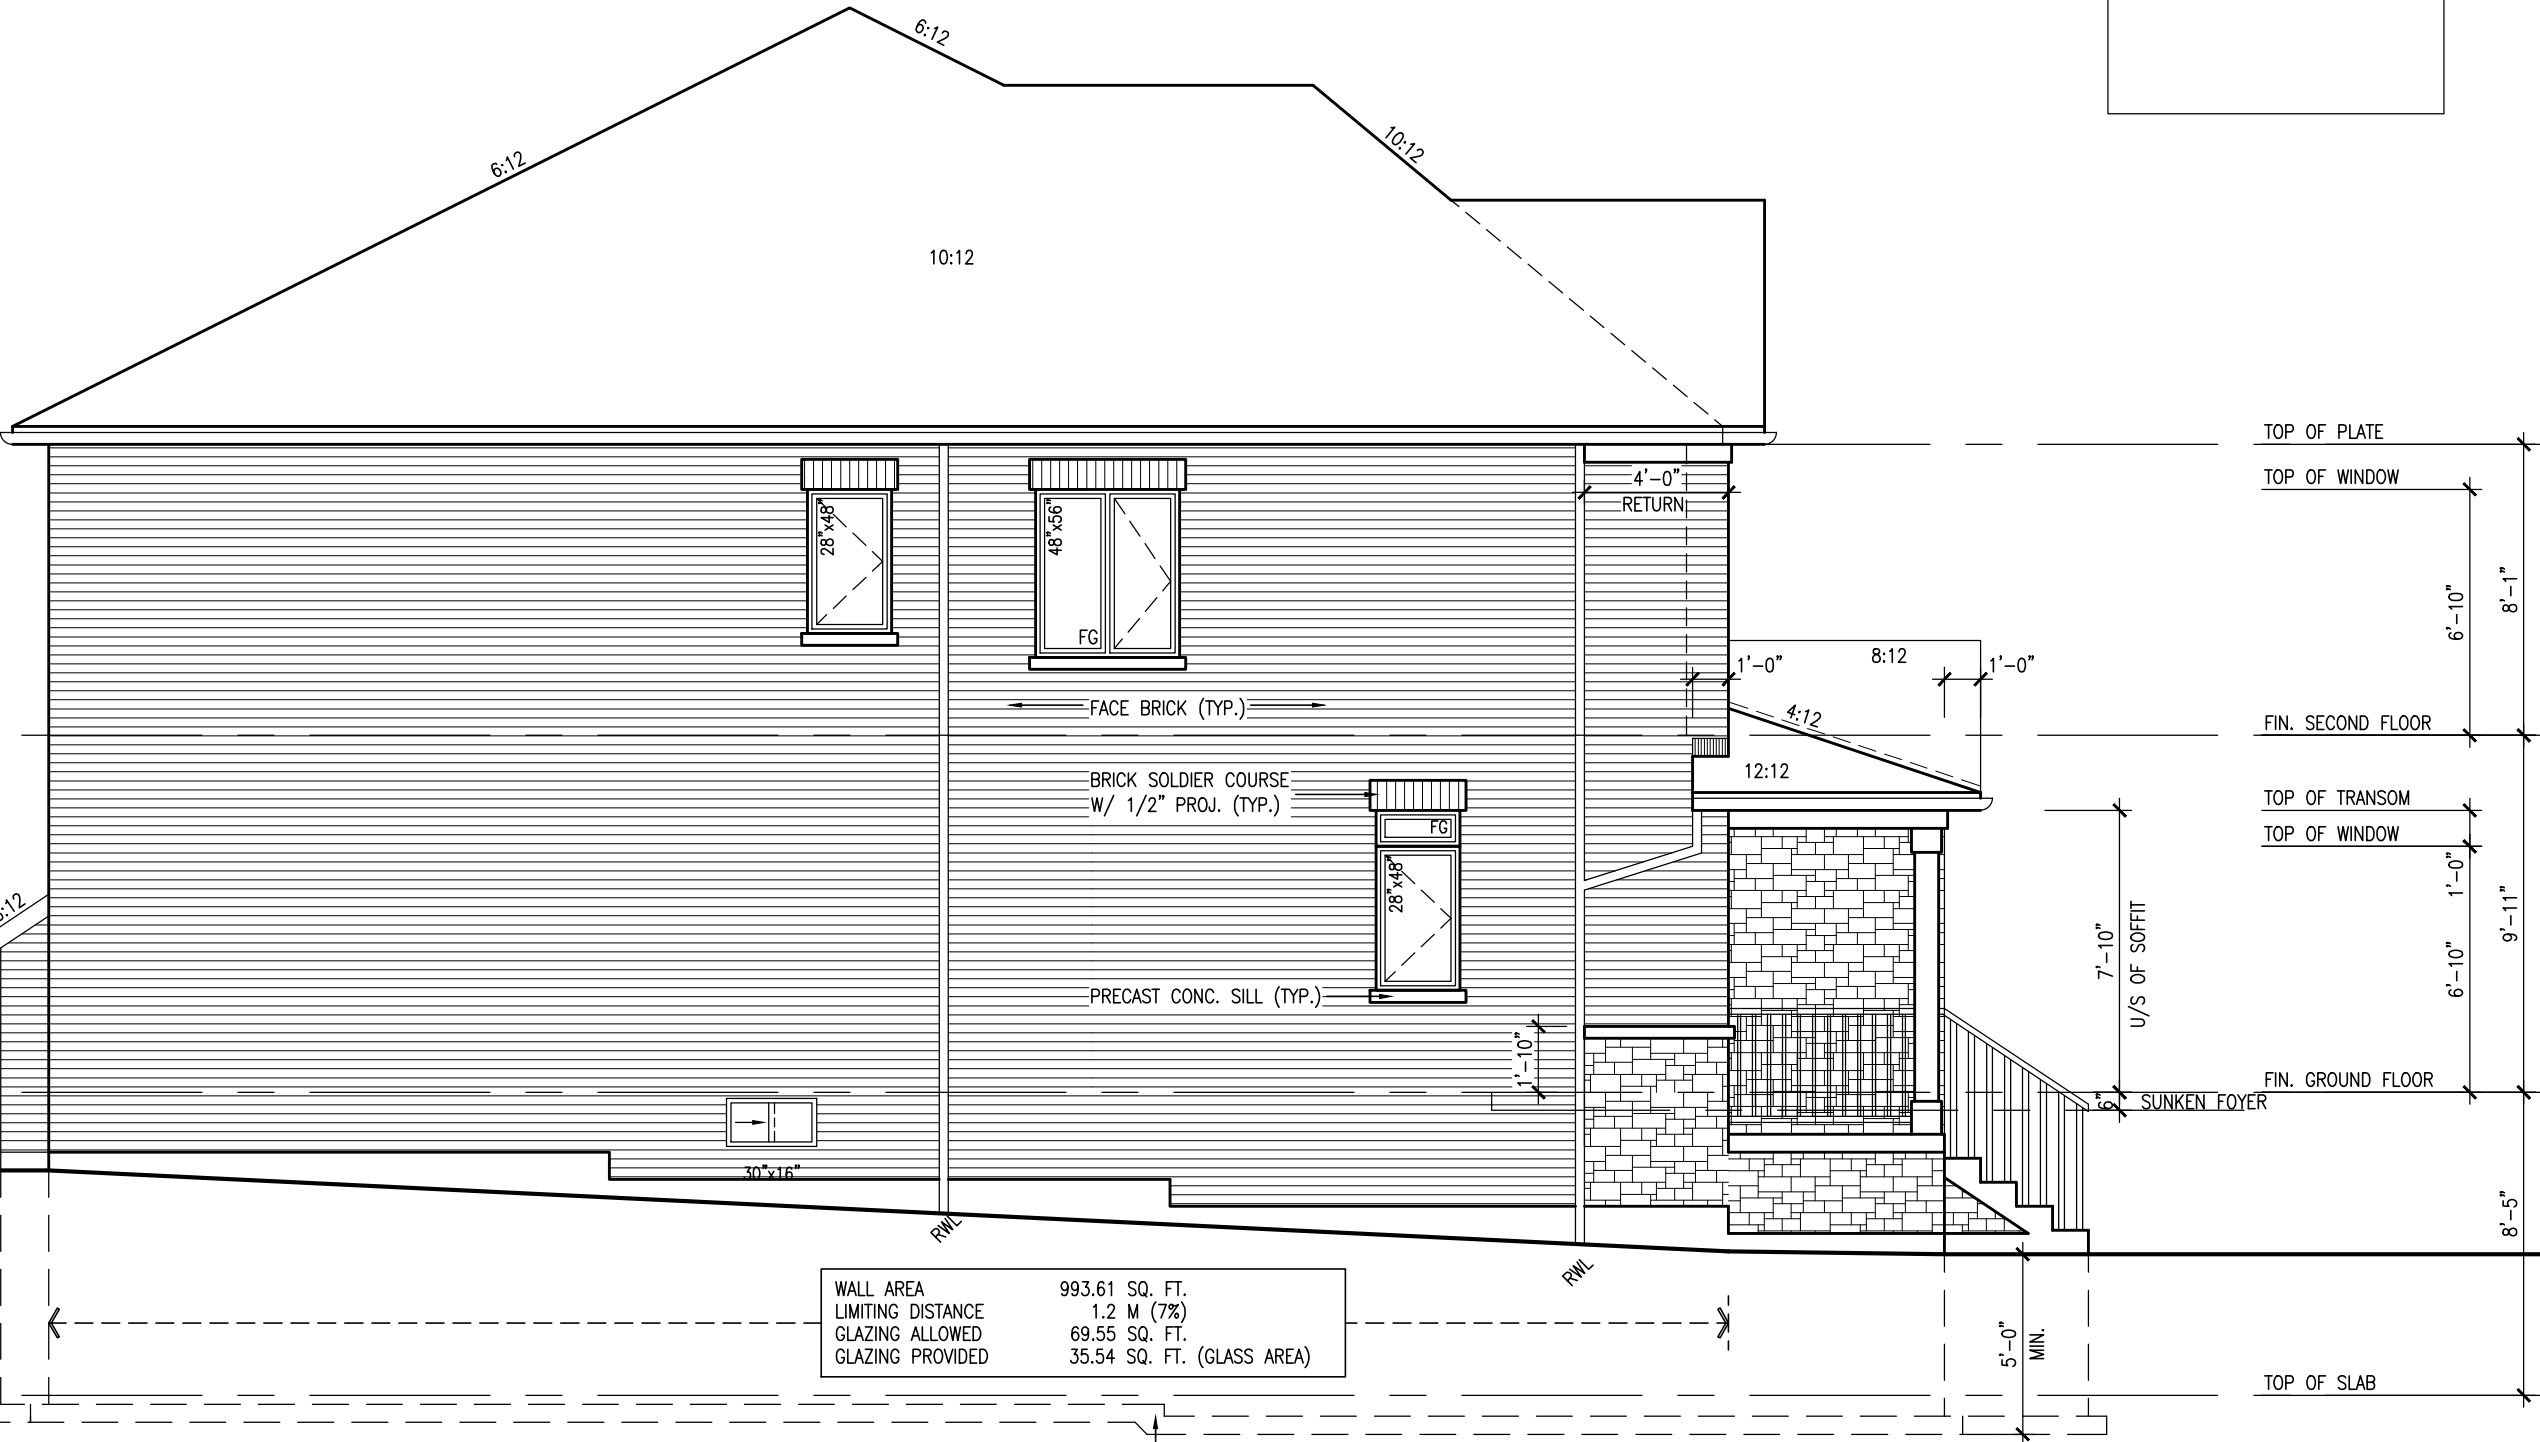 6:12
6:12
10:12
10:12
TOP OF PLATE
TOP OF WINDOW
4'-0"
RETURN
28"x48"
48"x56"
FG
6'-10"
8'-1"
8:12
1'-0"
1'-0"
FACE BRICK (TYP.)
4:12
FIN. SECOND FLOOR
12:12
BRICK SOLDIER COURSE
W/ 1/2" PROJ. (TYP.)
TOP OF TRANSOM
FG
TOP OF WINDOW
28"x48"
1'-0"
:12
7'-10"
U/S OF SOFFIT
6'-10"
9'-11"
PRECAST CONC. SILL (TYP.)
1'-10"
FIN. GROUND FLOOR
6"
SUNKEN FOYER
30"x16"
RWL
RWL
8'-5"
WALL AREA 993.61 SQ. FT.
LIMITING DISTANCE 1.2 M (7%)
GLAZING ALLOWED 69.55 SQ. FT.
GLAZING PROVIDED 35.54 SQ. FT. (GLASS AREA)
5'-0"
MIN.
TOP OF SLAB